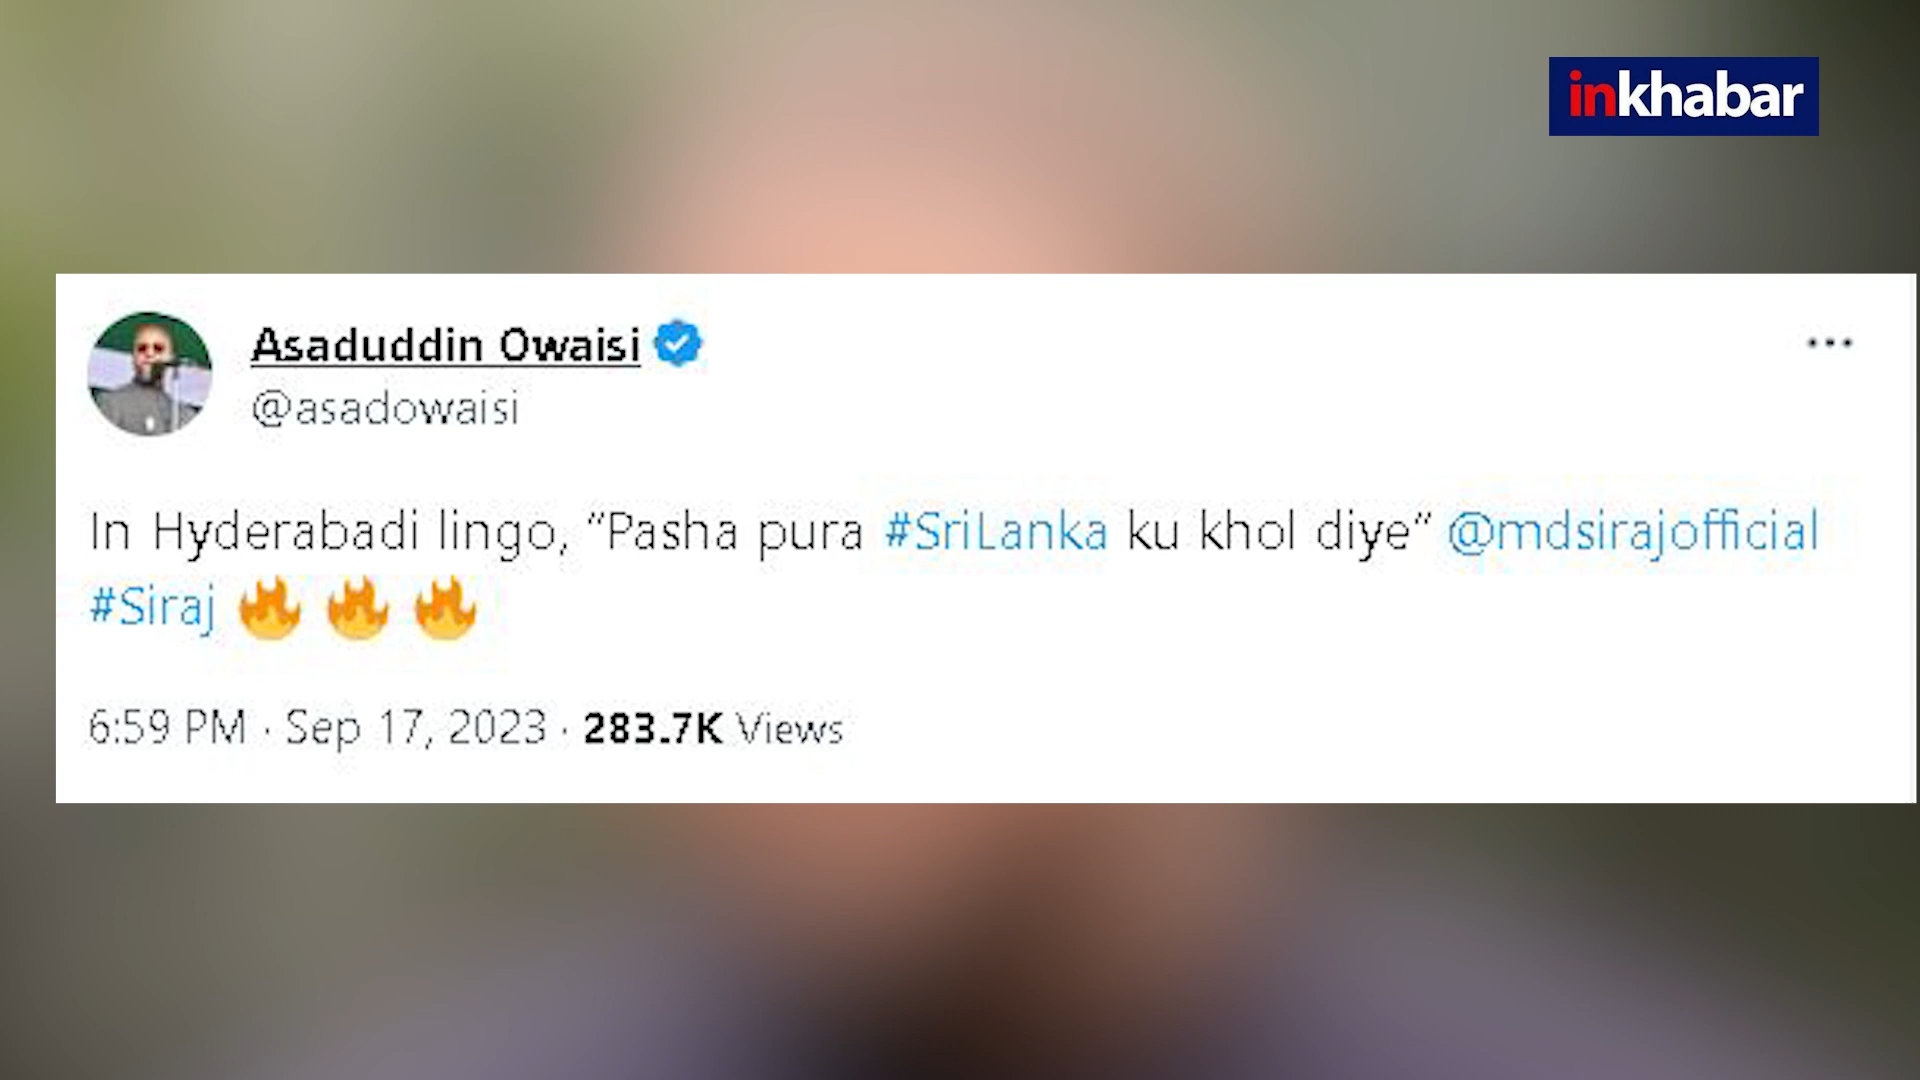 inkhabar
Asaduddin Owaisi
@asadowaisi
In Hyderabadi lingo, “Pasha pura #SriLanka ku khol diye” @mdsirajofficial
#Siraj 🔥 🔥 🔥
6:59 PM · Sep 17, 2023 · 283.7K Views